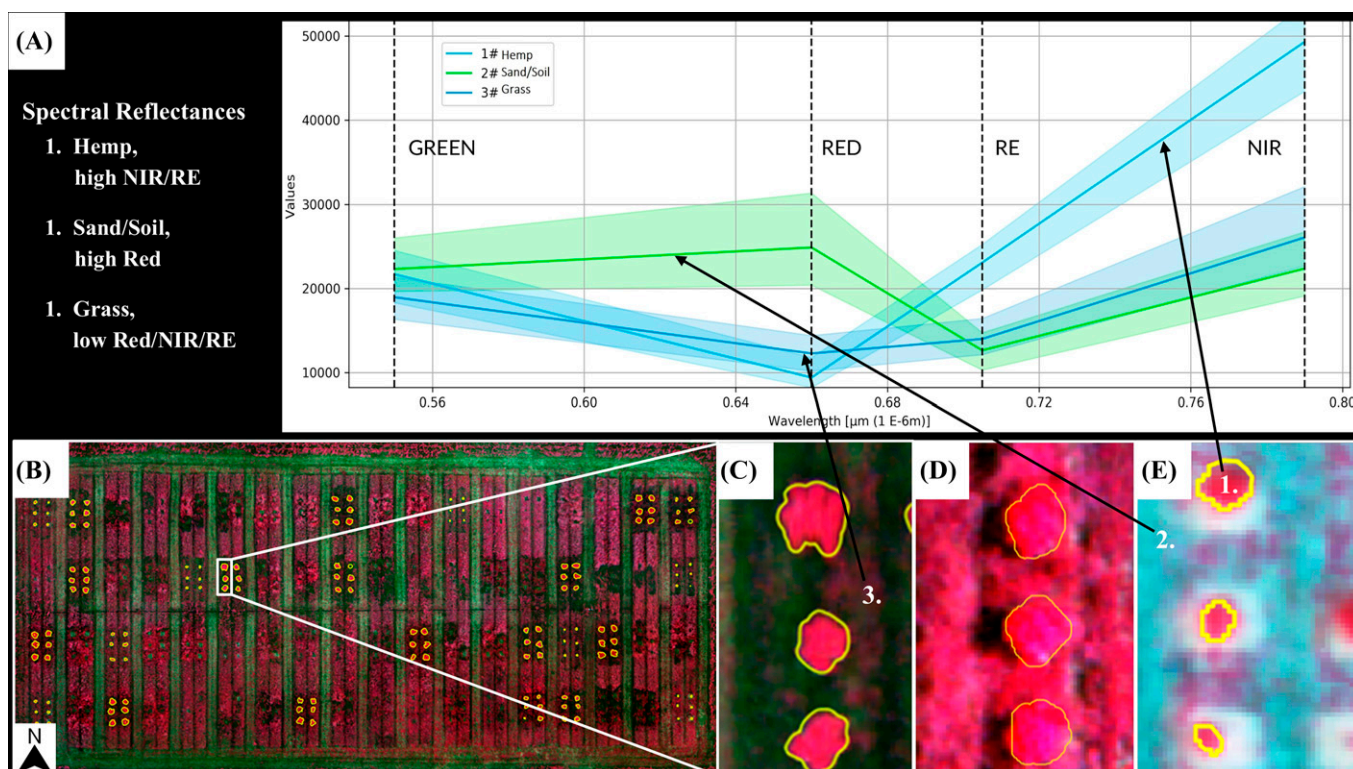 (A)
Spectral Reflectances
1. Hemp,
high NIR/RE
1. Sand/Soil,
high Red
1. Grass,
low Red/NIR/RE
50000
40000
30000
20000
10000
Values
1# Hemp
2# Sand/Soil
3# Grass
GREEN
RED
RE
NIR
0.56
0.60
0.64
0.68
0.72
0.76
0.80
Wavelength [µm (1 E-6m)]
(B)
N
(C)
3.
(D)
(E)
1.
2.